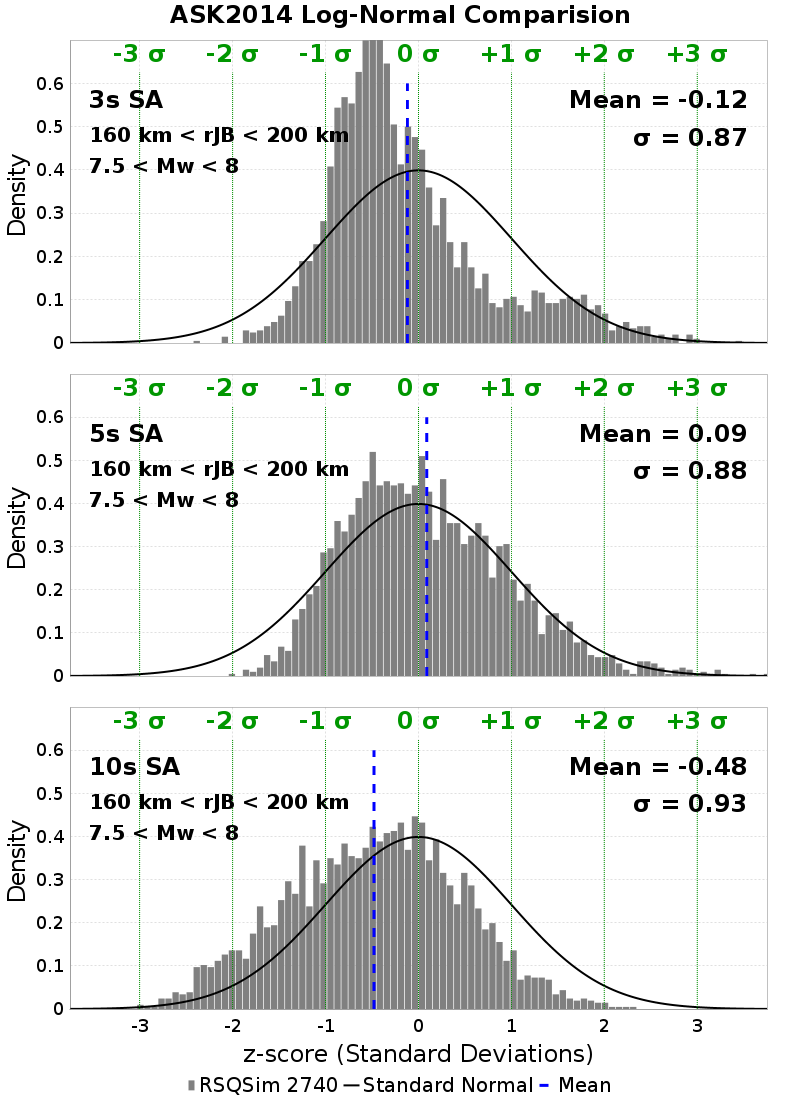 ASK2014 Log-Normal Comparision
-3 σ -2 σ -1 σ 0 σ +1 σ +2 σ +3 σ
3s SA
Mean = -0.12
160 km < rJB < 200 km
σ = 0.87
7.5 < Mw < 8
Density
0.6
0.5
0.4
0.3
0.2
0.1
0
-3 σ -2 σ -1 σ 0 σ +1 σ +2 σ +3 σ
5s SA
Mean = 0.09
160 km < rJB < 200 km
σ = 0.88
7.5 < Mw < 8
Density
0.6
0.5
0.4
0.3
0.2
0.1
0
-3 σ -2 σ -1 σ 0 σ +1 σ +2 σ +3 σ
10s SA
Mean = -0.48
160 km < rJB < 200 km
σ = 0.93
7.5 < Mw < 8
Density
0.6
0.5
0.4
0.3
0.2
0.1
0
-3 -2 -1 0 1 2 3
z-score (Standard Deviations)
RSQSim 2740 Standard Normal Mean